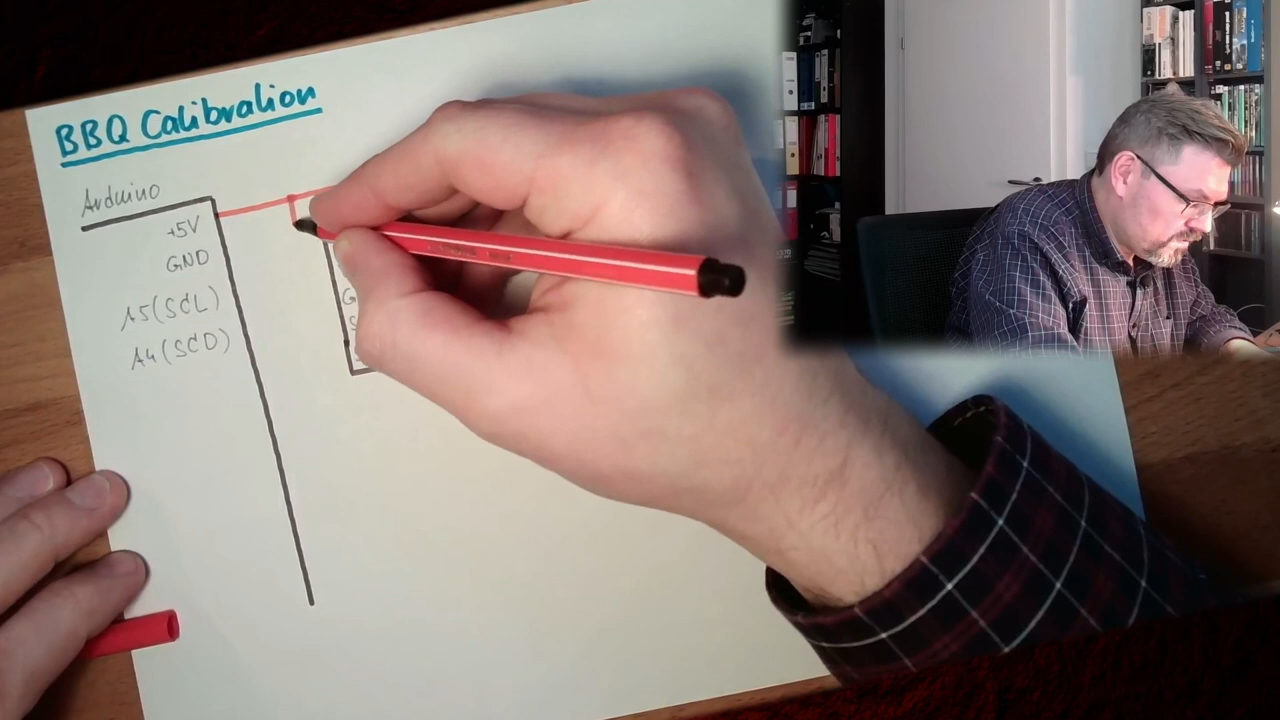 BBQ Calibration
Arduino
+5V
GND
A5(SCL)
A4(SCD)
G
S